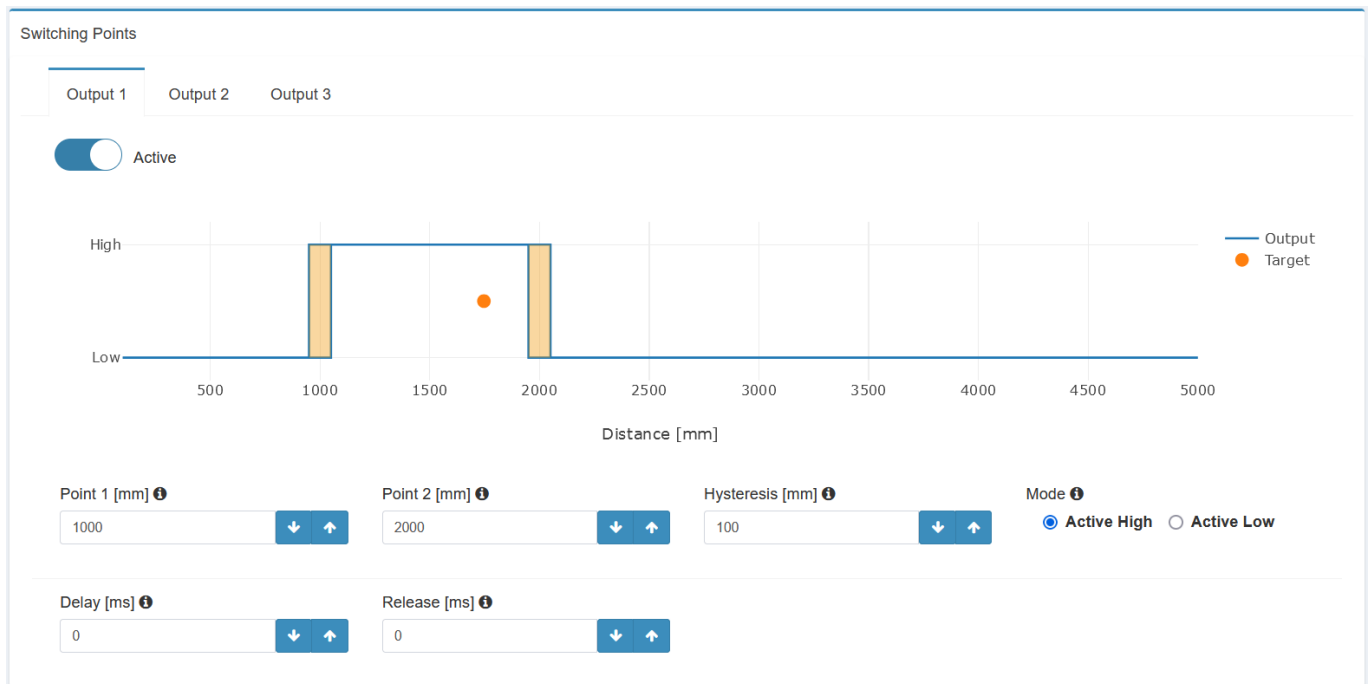 Switching Points
Output 1 Output 2 Output 3
Active
High
Low
Output
Target
500 1000 1500 2000 2500 3000 3500 4000 4500 5000
Distance [mm]
Point 1 [mm] Point 2 [mm] Hysteresis [mm] Mode
1000 2000 100 Active High Active Low
Delay [ms] Release [ms]
0 0